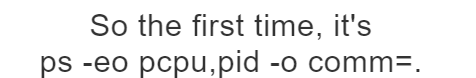 So the first time, it's
ps -eo pcpu,pid -o comm=.